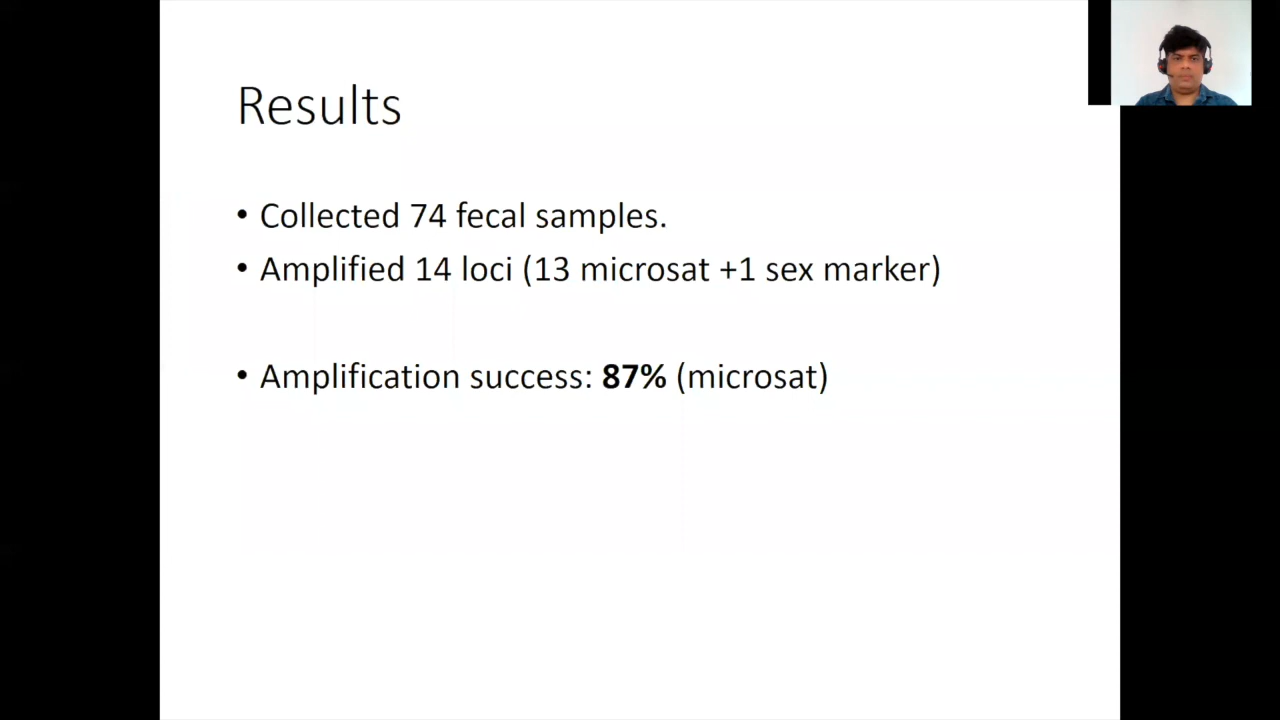 Results
• Collected 74 fecal samples.
• Amplified 14 loci (13 microsat +1 sex marker)
• Amplification success: 87% (microsat)